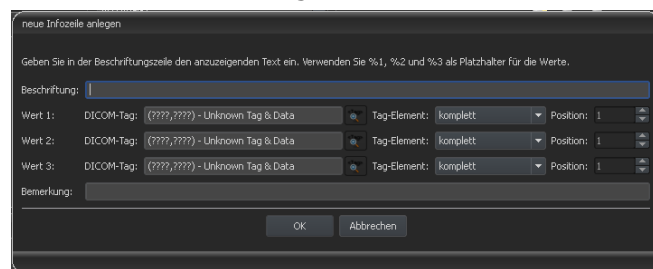 neue Infozeile anlegen
Geben Sie in der Beschriftungszeile den anzuzeigenden Text ein. Verwenden Sie %1, %2 und %3 als Platzhalter für die Werte.
Beschriftung:
Wert 1: DICOM-Tag: (????,????) - Unknown Tag & Data Tag-Element: komplett Position: 1
Wert 2: DICOM-Tag: (????,????) - Unknown Tag & Data Tag-Element: komplett Position: 1
Wert 3: DICOM-Tag: (????,????) - Unknown Tag & Data Tag-Element: komplett Position: 1
Bemerkung:
OK Abbrechen